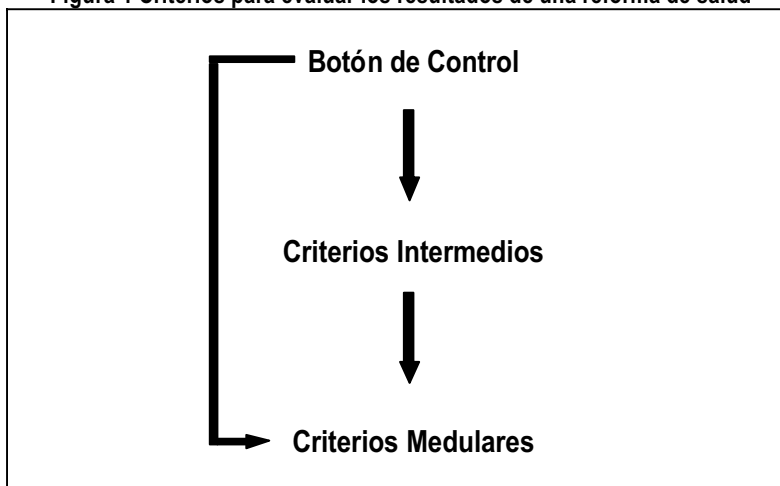 Figura 1 Criterios para evaluar los resultados de una reforma de salud
Botón de Control
Criterios Intermedios
Criterios Medulares